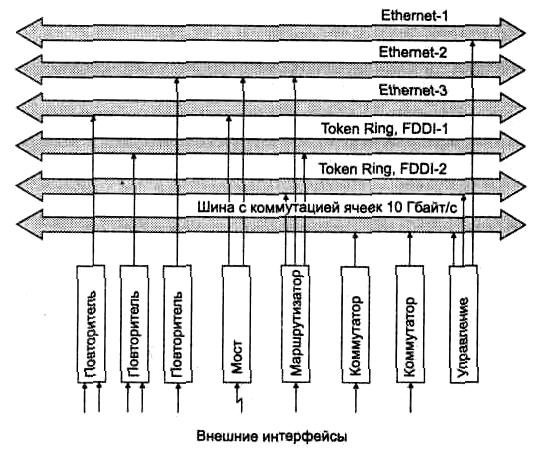 Ethernet-1
Ethernet-2
Ethernet-3
Token Ring, FDDI-1
Token Ring, FDDI-2
Шина с коммутацией ячеек 10 Гбайт/с
Повторитель
Повторитель
Повторитель
Мост
Маршрутизатор
Коммутатор
Коммутатор
Управление
Внешние интерфейсы